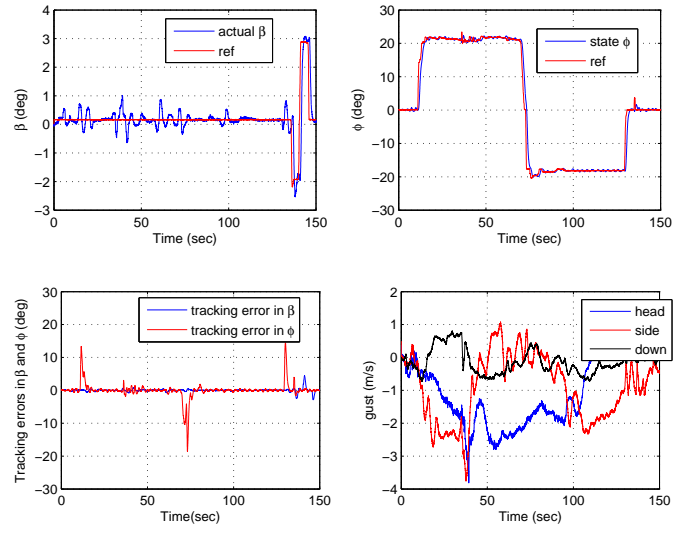 4
3
2
1
0
−1
−2
−3
0
50
100
150
β (deg)
Time (sec)
actual β
ref
30
20
10
0
−10
−20
−30
0
50
100
150
φ (deg)
Time (sec)
state φ
ref
30
20
10
0
−10
−20
−30
0
50
100
150
Tracking errors in β and φ (deg)
Time(sec)
tracking error in β
tracking error in φ
2
1
0
−1
−2
−3
−4
0
50
100
150
gust (m/s)
Time (sec)
head
side
down